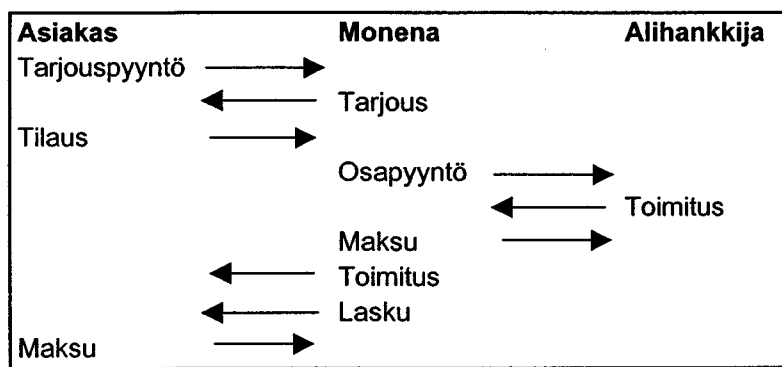 Asiakas Monena Alihankkija
Tarjouspyyntö
Tarjous
Tilaus
Osapyyntö
Toimitus
Maksu
Toimitus
Lasku
Maksu